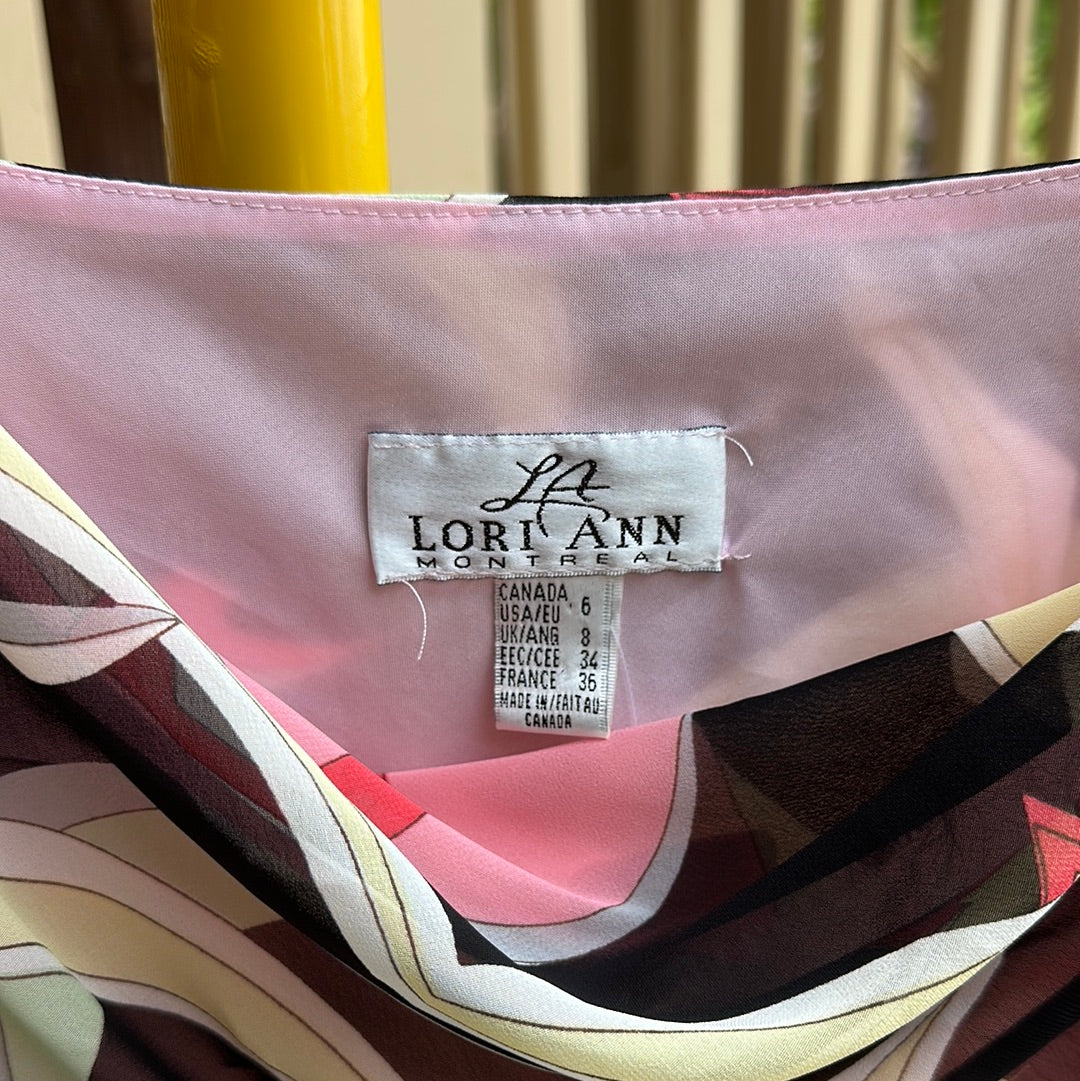 LA
LORI ANN
MONTREAL
CANADA
USA/EU 6
UK/ANG 8
EEC/CEE 34
FRANCE 36
MADE IN/FAIT AU
CANADA